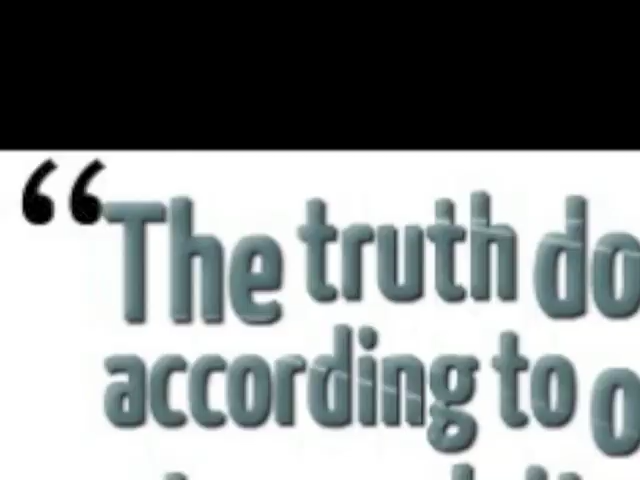 “The truth do
according to o